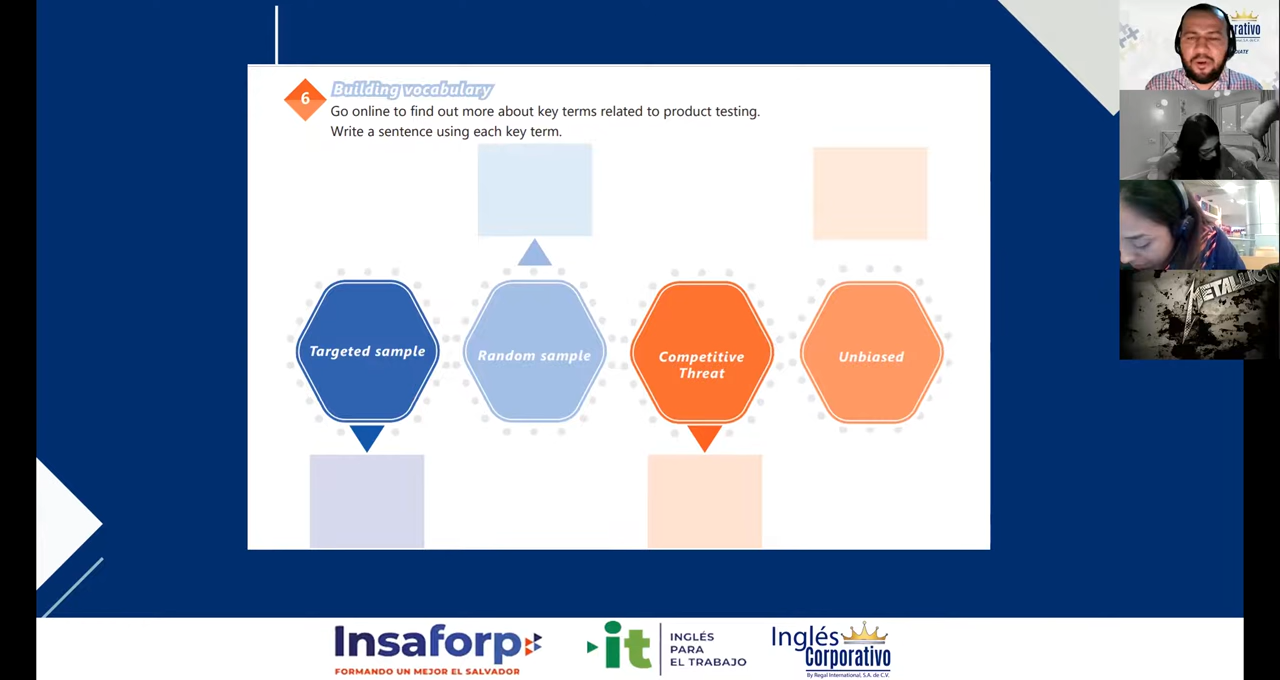 6
Building vocabulary
Go online to find out more about key terms related to product testing.
Write a sentence using each key term.
Targeted sample
Random sample
Competitive
Threat
Unbiased
Insaforp
FORMANDO UN MEJOR EL SALVADOR
it
INGLÉS
PARA
EL TRABAJO
Inglés
Corporativo
By Regal International, S.A. de C.V.